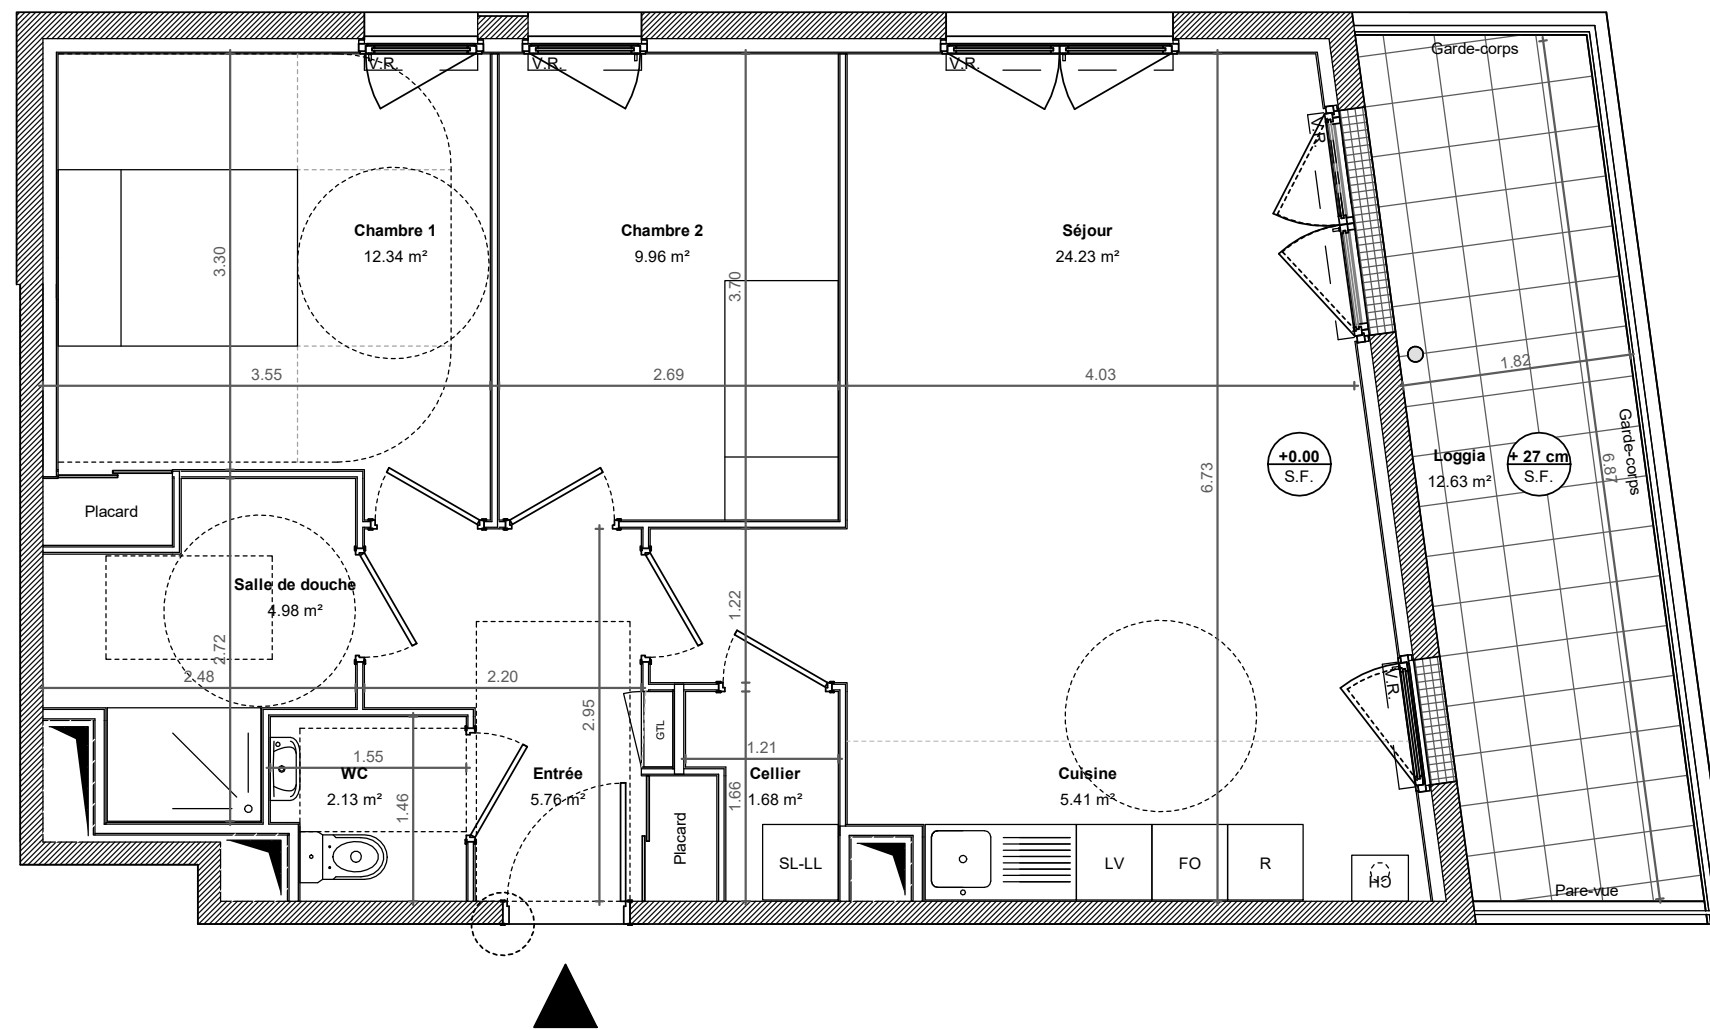 V.R.
V.R.
V.R.
Garde-corps
V.R.
Chambre 1
12.34 m²
Chambre 2
9.96 m²
Séjour
24.23 m²
3.30
3.70
3.55
2.69
4.03
1.82
Garde-corps
6.87
6.73
+0.00
S.F.
Loggia
12.63 m²
+ 27 cm
S.F.
Placard
Salle de douche
4.98 m²
2.72
1.22
2.48
2.20
2.95
V.R.
GTL
1.55
WC
2.13 m²
1.46
Entrée
5.76 m²
1.21
Cellier
1.68 m²
1.66
Cuisine
5.41 m²
Placard
SL-LL
LV
FO
R
CH
Pare-vue